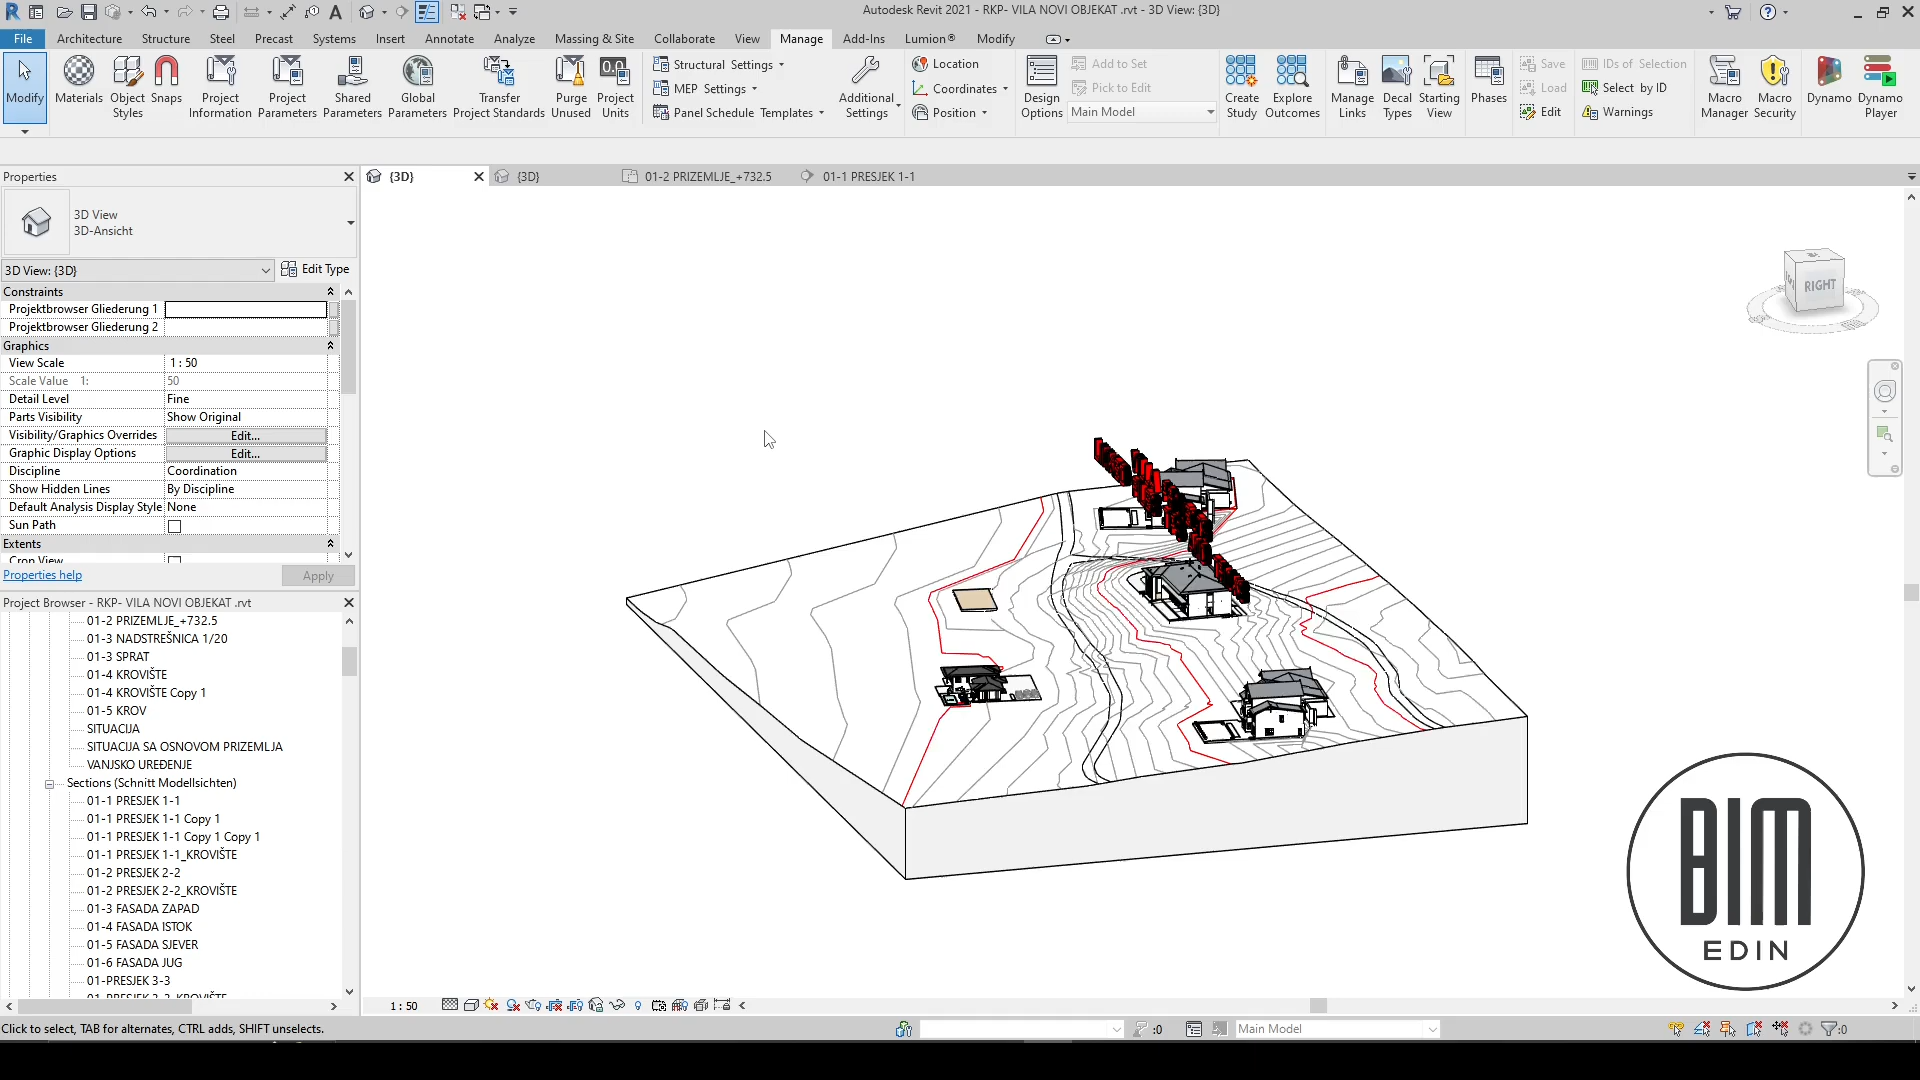 Autodesk Revit 2021 - RKP- VILA NOVI OBJEKAT .rvt - 3D View: {3D}
File Architecture Structure Steel Precast Systems Insert Annotate Analyze Massing & Site Collaborate View Manage Add-Ins Lumion® Modify
Modify
Materials
Object
Styles
Snaps
Project
Information
Project
Parameters
Shared
Parameters
Global
Parameters
Transfer
Project Standards
Purge
Unused
Project
Units
Structural Settings
MEP Settings
Panel Schedule Templates
Additional
Settings
Location
Coordinates
Position
Design
Options
Add to Set
Pick to Edit
Main Model
Create
Study
Explore
Outcomes
Manage
Links
Decal
Types
Starting
View
Phases
Save
Load
Edit
IDs of Selection
Select by ID
Warnings
Macro
Manager
Macro
Security
Dynamo
Dynamo
Player
Properties
{3D}
{3D}
01-2 PRIZEMLJE_+732.5
01-1 PRESJEK 1-1
3D View
3D-Ansicht
3D View: {3D}
Edit Type
Constraints
Projektbrowser Gliederung 1
Projektbrowser Gliederung 2
Graphics
View Scale 1 : 50
Scale Value 1: 50
Detail Level Fine
Parts Visibility Show Original
Visibility/Graphics Overrides Edit...
Graphic Display Options Edit...
Discipline Coordination
Show Hidden Lines By Discipline
Default Analysis Display Style None
Sun Path
Extents
Crop View
Properties help
Apply
Project Browser - RKP- VILA NOVI OBJEKAT .rvt
01-2 PRIZEMLJE_+732.5
01-3 NADSTREŠNICA 1/20
01-3 SPRAT
01-4 KROVIŠTE
01-4 KROVIŠTE Copy 1
01-5 KROV
SITUACIJA
SITUACIJA SA OSNOVOM PRIZEMLJA
VANJSKO UREĐENJE
Sections (Schnitt Modellsichten)
01-1 PRESJEK 1-1
01-1 PRESJEK 1-1 Copy 1
01-1 PRESJEK 1-1 Copy 1 Copy 1
01-1 PRESJEK 1-1_KROVIŠTE
01-2 PRESJEK 2-2
01-2 PRESJEK 2-2_KROVIŠTE
01-3 FASADA ZAPAD
01-4 FASADA ISTOK
01-5 FASADA SJEVER
01-6 FASADA JUG
01-PRESJEK 3-3
01-PRESJEK 3-3_KROVIŠTE
RIGHT
BIM
EDIN
1 : 50
Click to select, TAB for alternates, CTRL adds, SHIFT unselects.
:0
Main Model
:0